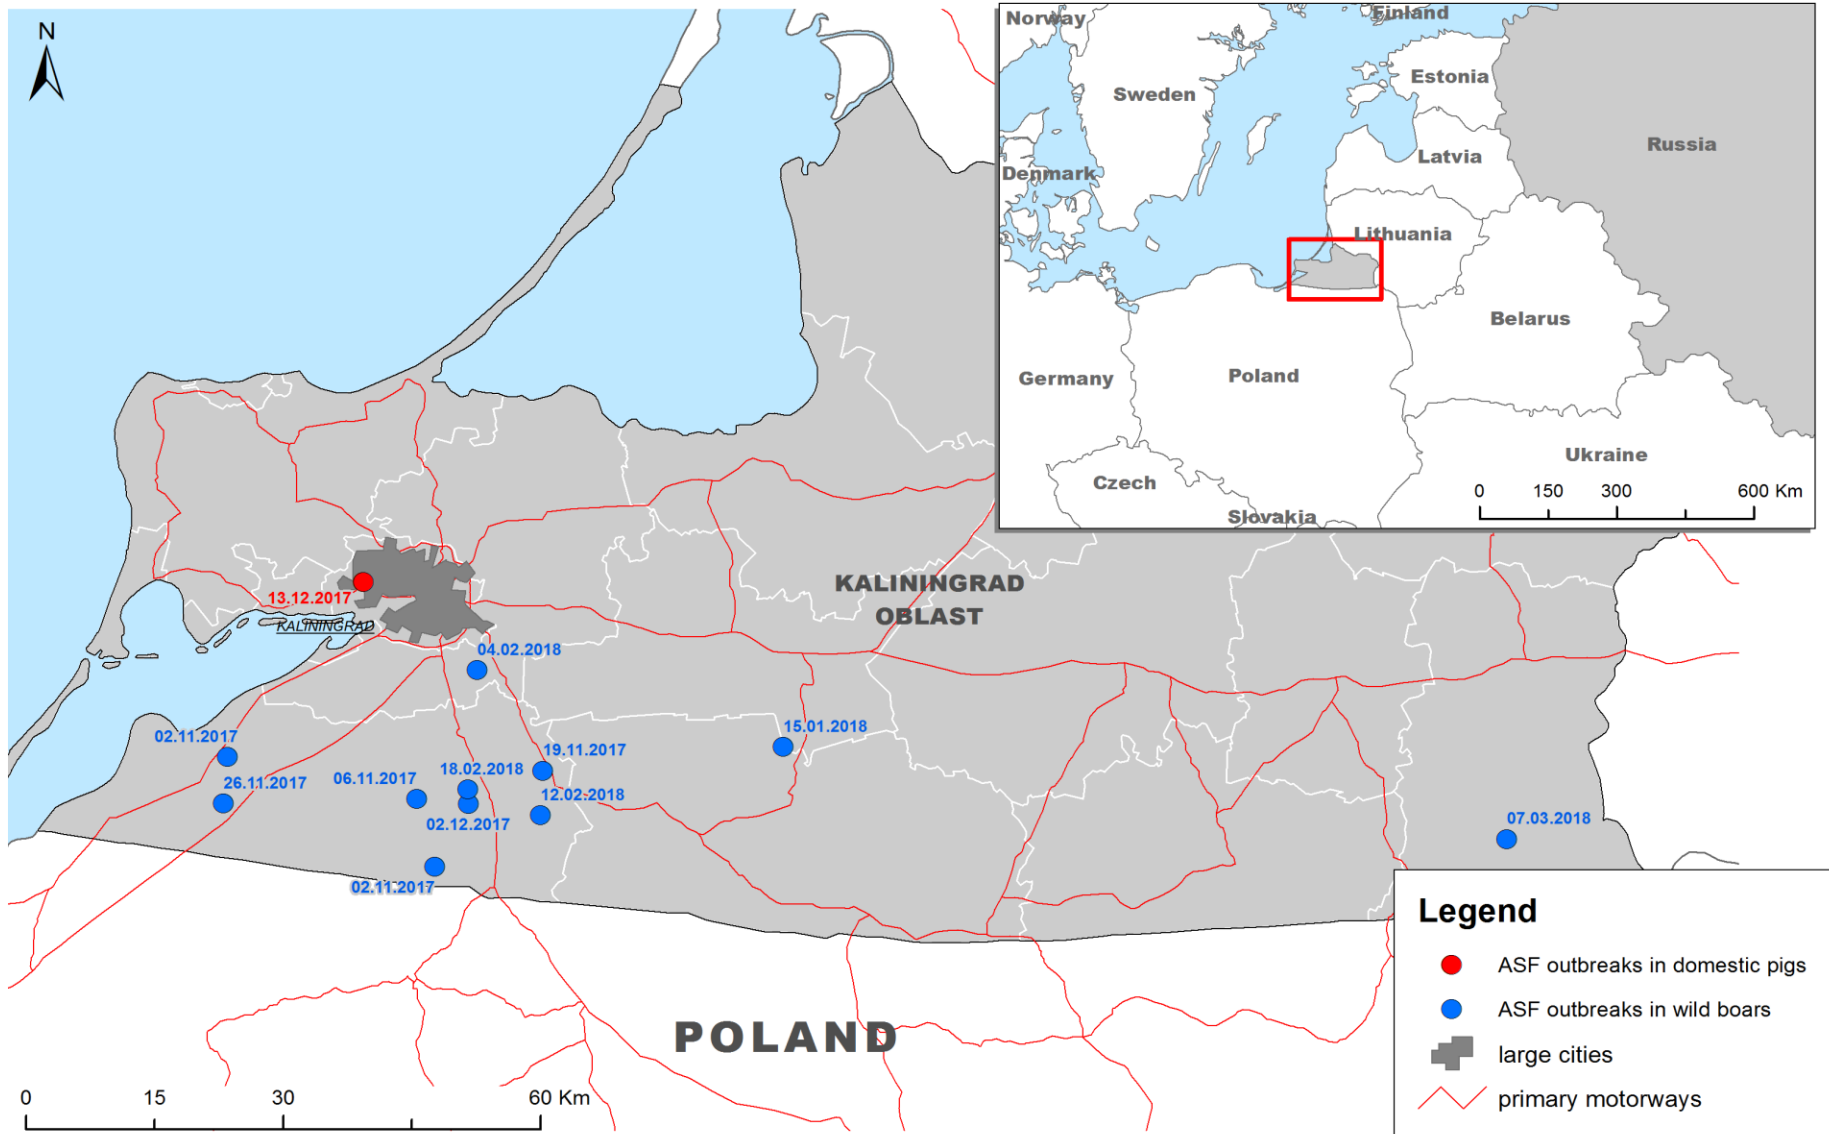 N
Norway
Finland
Sweden
Estonia
Russia
Latvia
Denmark
Lithuania
Belarus
Germany
Poland
Ukraine
Czech
Slovakia
0 150 300 600 Km
KALININGRAD
OBLAST
13.12.2017
KALININGRAD
04.02.2018
02.11.2017
15.01.2018
19.11.2017
26.11.2017
06.11.2017
18.02.2018
12.02.2018
02.12.2017
07.03.2018
02.11.2017
POLAND
0 15 30 60 Km
Legend
ASF outbreaks in domestic pigs
ASF outbreaks in wild boars
large cities
primary motorways